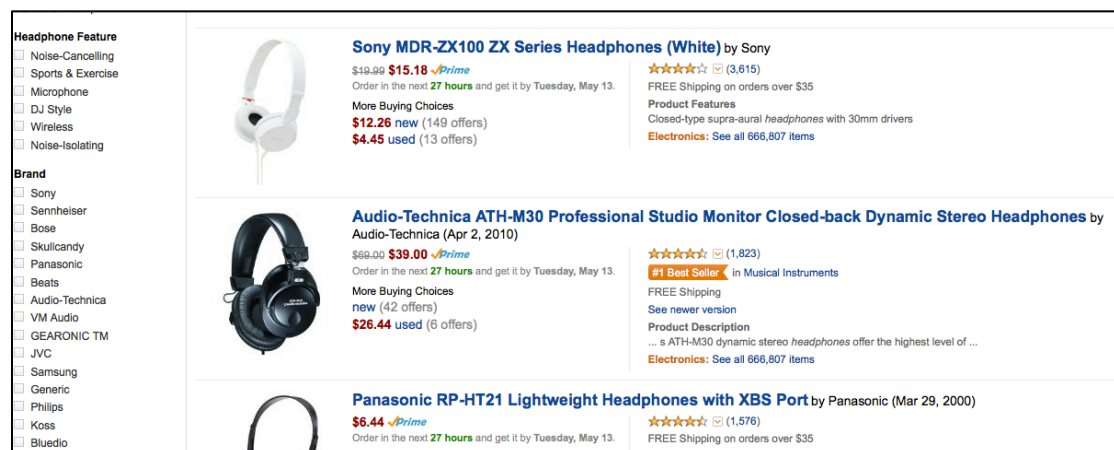 Headphone Feature
Noise-Cancelling
Sports & Exercise
Microphone
DJ Style
Wireless
Noise-Isolating
Brand
Sony
Sennheiser
Bose
Skullcandy
Panasonic
Beats
Audio-Technica
VM Audio
GEARONIC TM
JVC
Samsung
Generic
Philips
Koss
Bluedio
Sony MDR-ZX100 ZX Series Headphones (White) by Sony
$19.99 $15.18 Prime
Order in the next 27 hours and get it by Tuesday, May 13.
More Buying Choices
$12.26 new (149 offers)
$4.45 used (13 offers)
(3,615)
FREE Shipping on orders over $35
Product Features
Closed-type supra-aural headphones with 30mm drivers
Electronics: See all 666,807 items
Audio-Technica ATH-M30 Professional Studio Monitor Closed-back Dynamic Stereo Headphones by
Audio-Technica (Apr 2, 2010)
$69.00 $39.00 Prime
Order in the next 27 hours and get it by Tuesday, May 13.
More Buying Choices
new (42 offers)
$26.44 used (6 offers)
(1,823)
#1 Best Seller in Musical Instruments
FREE Shipping
See newer version
Product Description
... s ATH-M30 dynamic stereo headphones offer the highest level of ...
Electronics: See all 666,807 items
Panasonic RP-HT21 Lightweight Headphones with XBS Port by Panasonic (Mar 29, 2000)
$6.44 Prime
Order in the next 27 hours and get it by Tuesday, May 13.
(1,576)
FREE Shipping on orders over $35